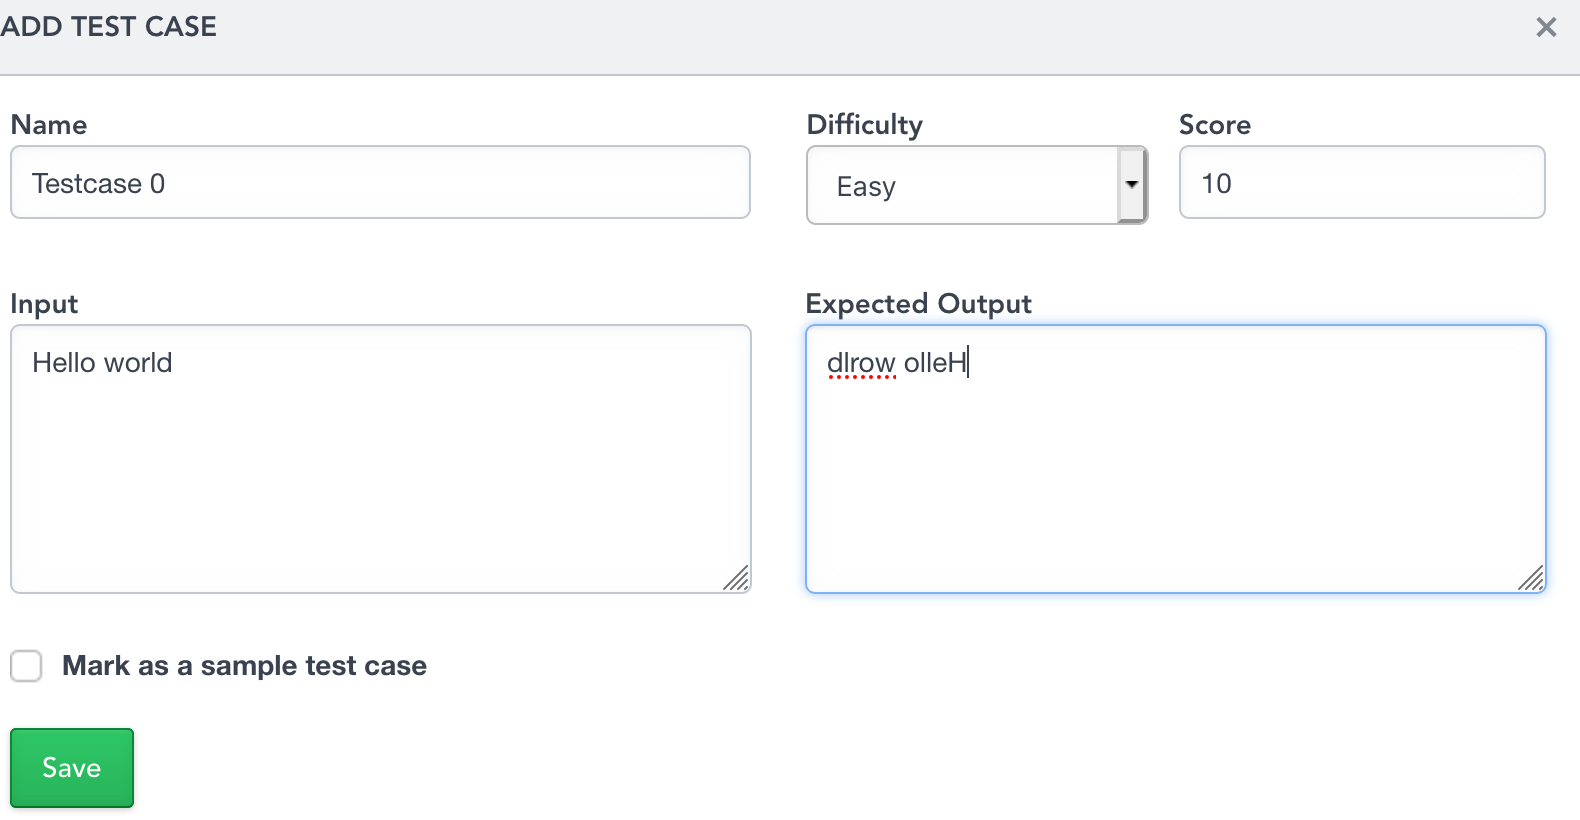 ADD TEST CASE
Name
Difficulty
Score
Testcase 0
Easy
10
Input
Expected Output
Hello world
dlrow olleH
Mark as a sample test case
Save